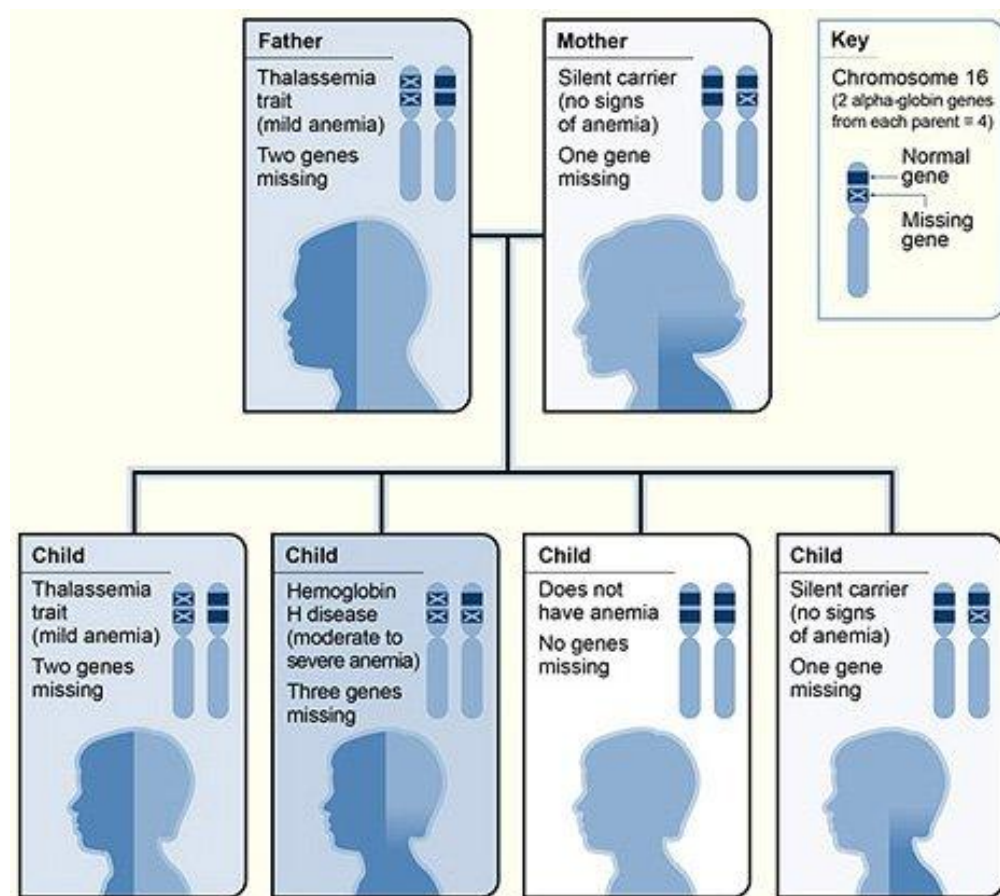 Father
Thalassemia
trait
(mild anemia)
Two genes
missing
Mother
Silent carrier
(no signs
of anemia)
One gene
missing
Key
Chromosome 16
(2 alpha-globin genes
from each parent = 4)
Normal
gene
Missing
gene
Child
Thalassemia
trait
(mild anemia)
Two genes
missing
Child
Hemoglobin
H disease
(moderate to
severe anemia)
Three genes
missing
Child
Does not
have anemia
No genes
missing
Child
Silent carrier
(no signs
of anemia)
One gene
missing